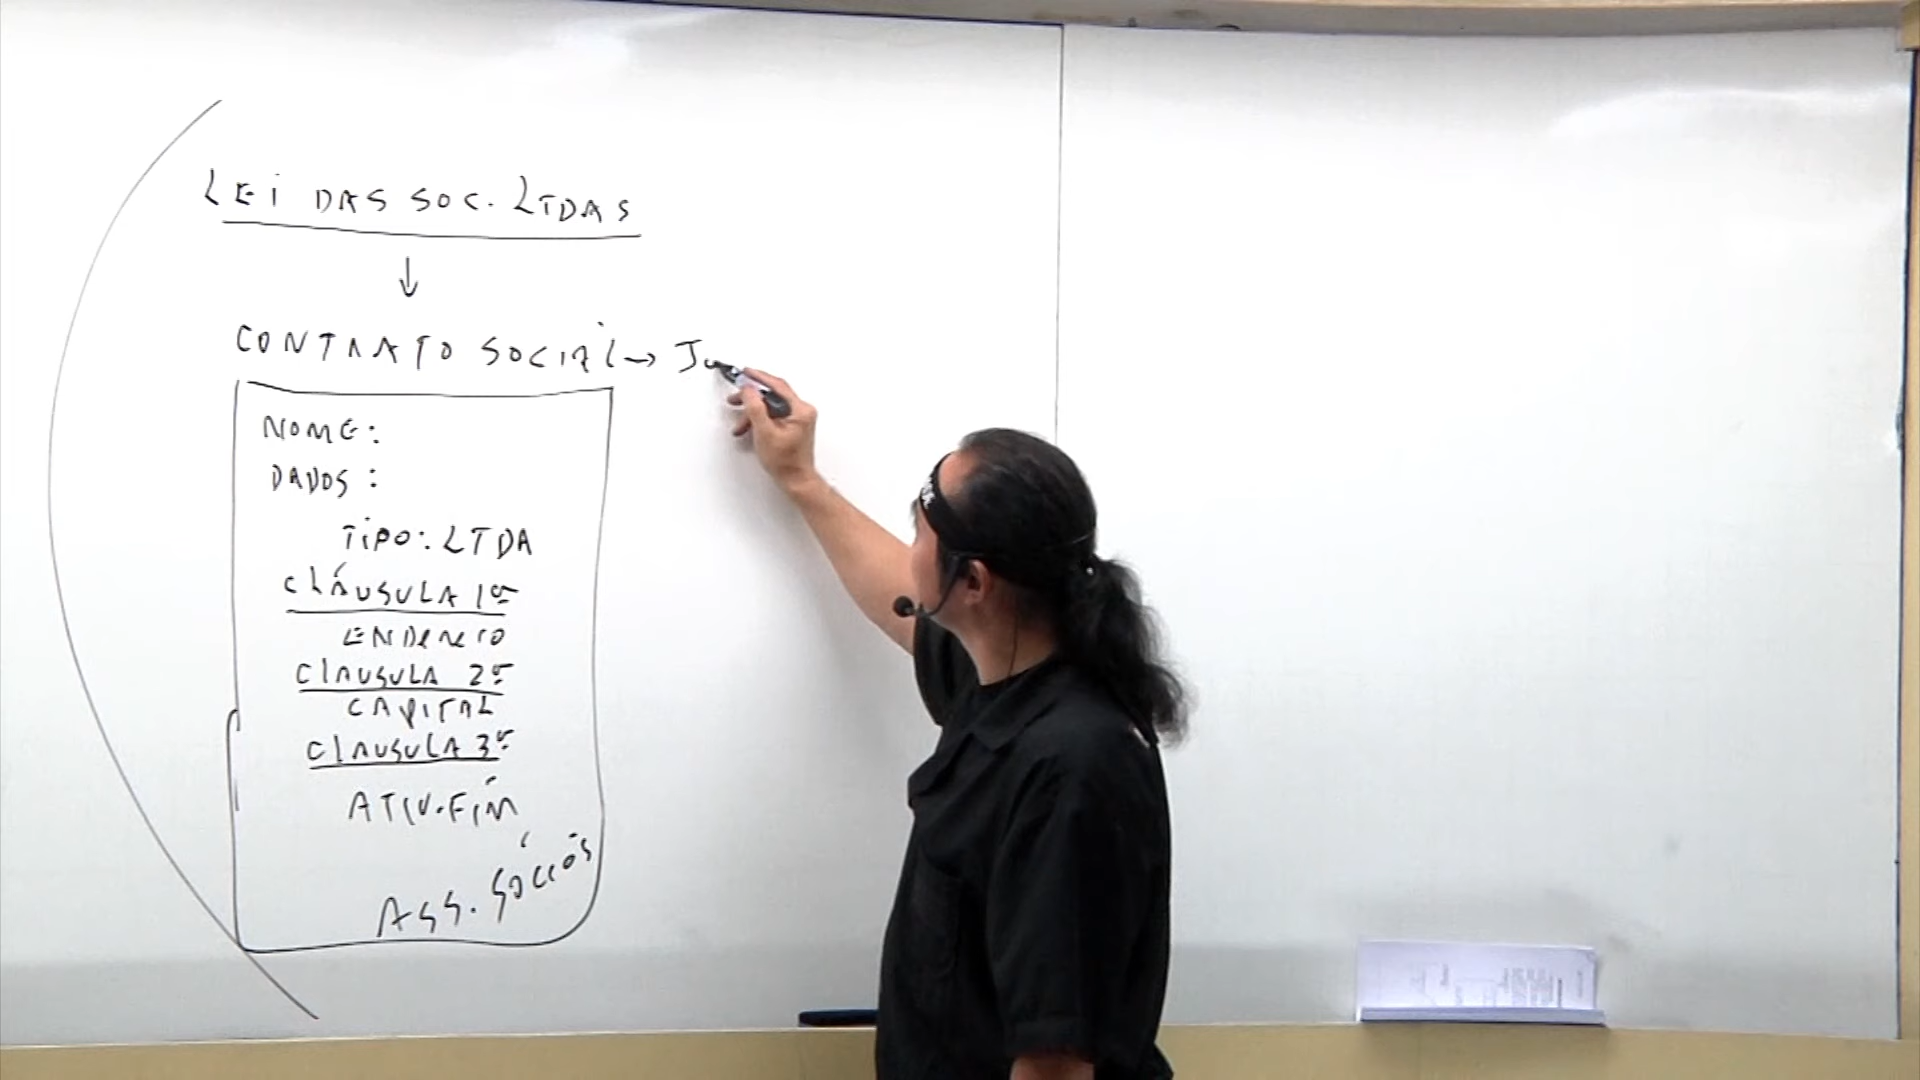 LEI DAS SOC. LTDAS
↓
CONTRATO SOCIAL → Ju
NOME:
DADOS:
TIPO: LTDA
CLÁUSULA 1ª
ENDEREÇO
CLAUSULA 2ª
CAPITAL
CLAUSULA 3ª
ATIV. FIM
ASS. SÓCIOS